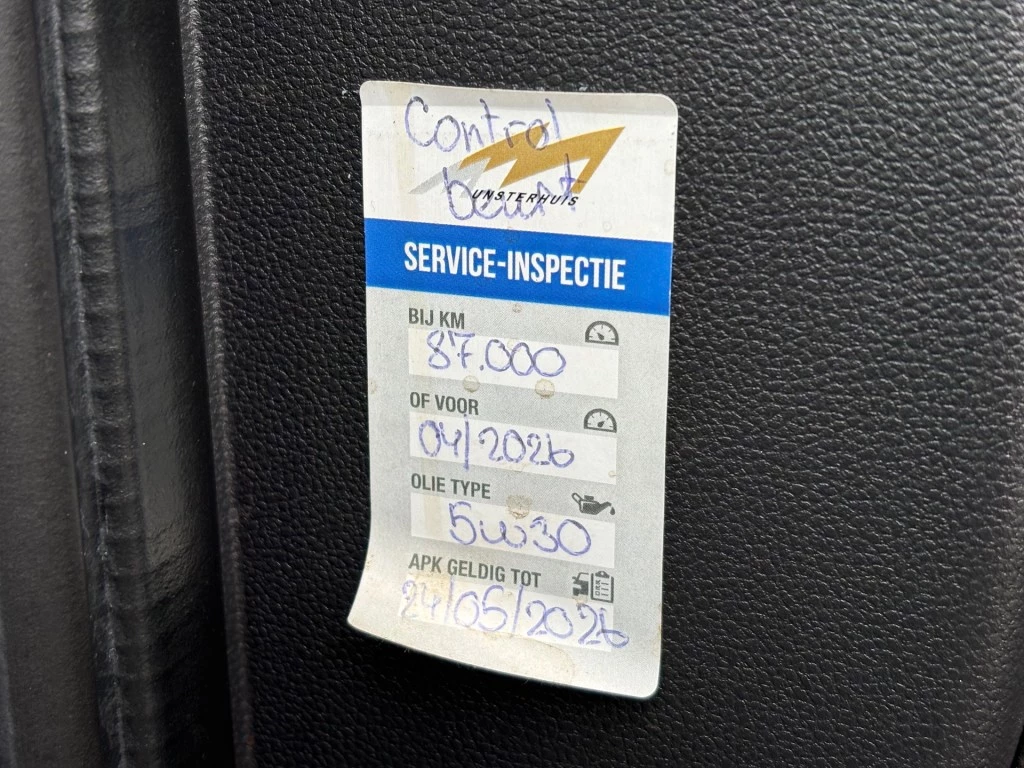 Control
beurt
UNSTERHUIS
SERVICE-INSPECTIE
BIJ KM
87.000
OF VOOR
04/2026
OLIE TYPE
5w30
APK GELDIG TOT
24/05/2026